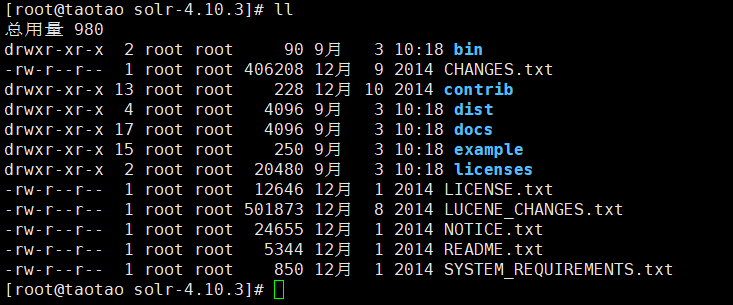 [root@taotao solr-4.10.3]# ll
总用量 980
drwxr-xr-x  2 root root     90 9月   3 10:18 bin
-rw-r--r--  1 root root 406208 12月  9 2014 CHANGES.txt
drwxr-xr-x 13 root root    228 12月 10 2014 contrib
drwxr-xr-x  4 root root   4096 9月   3 10:18 dist
drwxr-xr-x 17 root root   4096 9月   3 10:18 docs
drwxr-xr-x 15 root root    250 9月   3 10:18 example
drwxr-xr-x  2 root root  20480 9月   3 10:18 licenses
-rw-r--r--  1 root root  12646 12月  1 2014 LICENSE.txt
-rw-r--r--  1 root root 501873 12月  8 2014 LUCENE_CHANGES.txt
-rw-r--r--  1 root root  24655 12月  1 2014 NOTICE.txt
-rw-r--r--  1 root root   5344 12月  1 2014 README.txt
-rw-r--r--  1 root root    850 12月  1 2014 SYSTEM_REQUIREMENTS.txt
[root@taotao solr-4.10.3]#